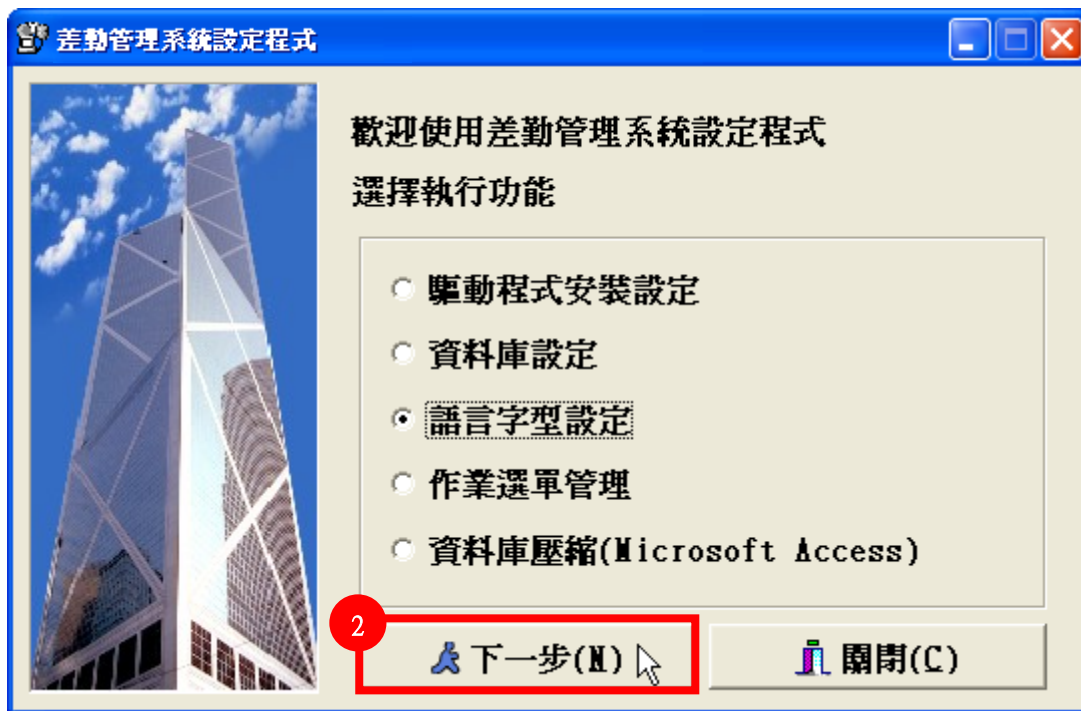 差勤管理系統設定程式
歡迎使用差勤管理系統設定程式
選擇執行功能
驅動程式安裝設定
資料庫設定
語言字型設定
作業選單管理
資料庫壓縮(Microsoft Access)
2
下一步(N)
關閉(C)